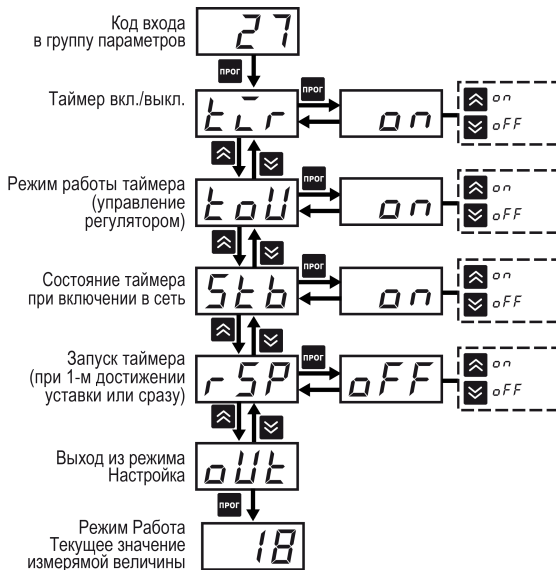 Код входа
в группу параметров
27
ПРОГ
Таймер вкл./выкл.
tīr
ПРОГ
on
on
oFF
Режим работы таймера
(управление
регулятором)
toU
ПРОГ
on
on
oFF
Состояние таймера
при включении в сеть
Stb
ПРОГ
on
on
oFF
Запуск таймера
(при 1-м достижении
уставки или сразу)
rSP
ПРОГ
oFF
on
oFF
Выход из режима
Настройка
oUt
ПРОГ
Режим Работа
Текущее значение
измерямой величины
18